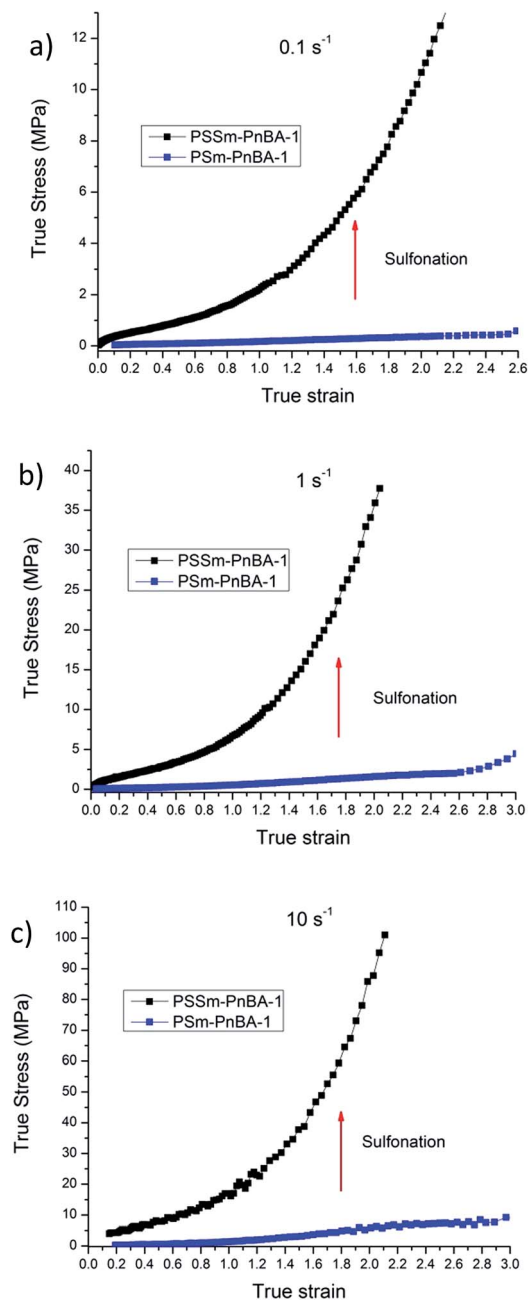 a)
0.1 s⁻¹
12
10
8
6
4
2
0
True Stress (MPa)
PSSm-PnBA-1
PSm-PnBA-1
Sulfonation
0.0 0.2 0.4 0.6 0.8 1.0 1.2 1.4 1.6 1.8 2.0 2.2 2.4 2.6
True strain
b)
1 s⁻¹
40
35
30
25
20
15
10
5
0
True Stress (MPa)
PSSm-PnBA-1
PSm-PnBA-1
Sulfonation
0.0 0.2 0.4 0.6 0.8 1.0 1.2 1.4 1.6 1.8 2.0 2.2 2.4 2.6 2.8 3.0
True strain
c)
10 s⁻¹
110
100
90
80
70
60
50
40
30
20
10
0
True Stress (MPa)
PSSm-PnBA-1
PSm-PnBA-1
Sulfonation
0.0 0.2 0.4 0.6 0.8 1.0 1.2 1.4 1.6 1.8 2.0 2.2 2.4 2.6 2.8 3.0
True strain